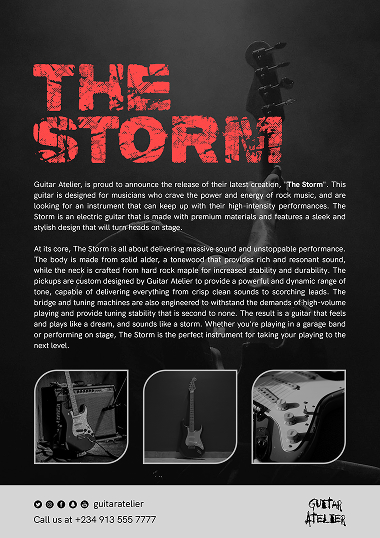 THE
STORM
Guitar Atelier, is proud to announce the release of their latest creation, "The Storm". This
guitar is designed for musicians who crave the power and energy of rock music, and are
looking for an instrument that can keep up with their high-intensity performances. The
Storm is an electric guitar that is made with premium materials and features a sleek and
stylish design that will turn heads on stage.
At its core, The Storm is all about delivering massive sound and unstoppable performance.
The body is made from solid alder, a tonewood that provides rich and resonant sound,
while the neck is crafted from hard rock maple for increased stability and durability. The
pickups are custom designed by Guitar Atelier to provide a powerful and dynamic range of
tone, capable of delivering everything from crisp clean sounds to scorching leads. The
bridge and tuning machines are also engineered to withstand the demands of high-volume
playing and provide tuning stability that is second to none. The result is a guitar that feels
and plays like a dream, and sounds like a storm. Whether you're playing in a garage band
or performing on stage, The Storm is the perfect instrument for taking your playing to the
next level.
guitaratelier
Call us at +234 913 555 7777
GUITAR
ATELIER